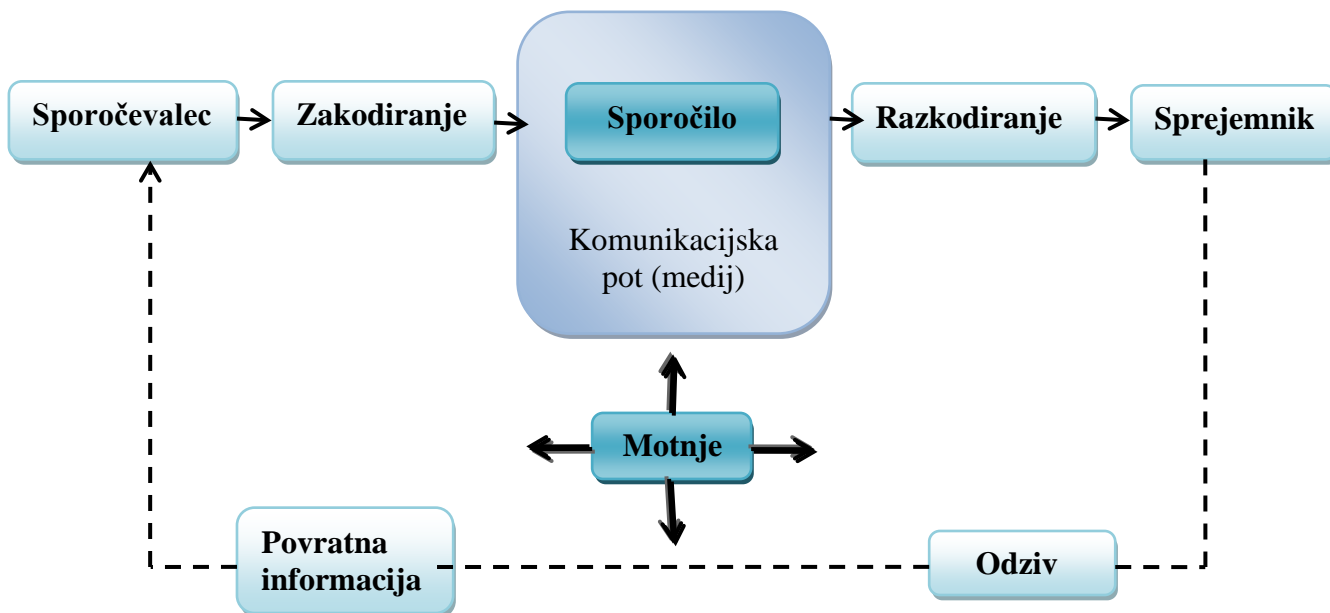 Sporočevalec
Zakodiranje
Sporočilo
Razkodiranje
Sprejemnik
Komunikacijska
pot (medij)
Motnje
Povratna
informacija
Odziv